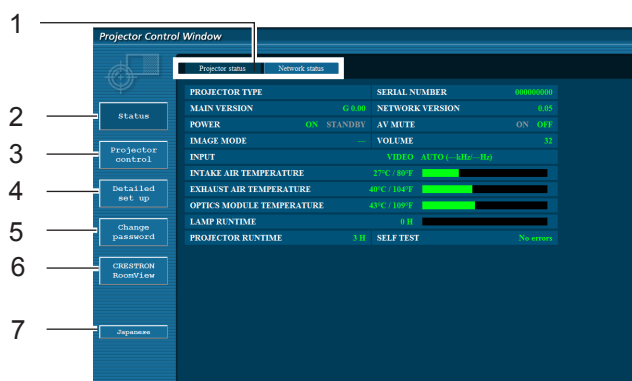 1
Projector Control Window
Projector status Network status
PROJECTOR TYPE SERIAL NUMBER 000000000
2 Status MAIN VERSION G 0.00 NETWORK VERSION 0.05
POWER ON STANDBY AV MUTE ON OFF
IMAGE MODE — VOLUME 32
3 Projector control INPUT VIDEO AUTO (—kHz/—Hz)
INTAKE AIR TEMPERATURE 27°C / 80°F
4 Detailed set up EXHAUST AIR TEMPERATURE 40°C / 104°F
OPTICS MODULE TEMPERATURE 43°C / 109°F
LAMP RUNTIME 0 H
5 Change password PROJECTOR RUNTIME 3 H SELF TEST No errors
6 CRESTRON RoomView
7 Japanese